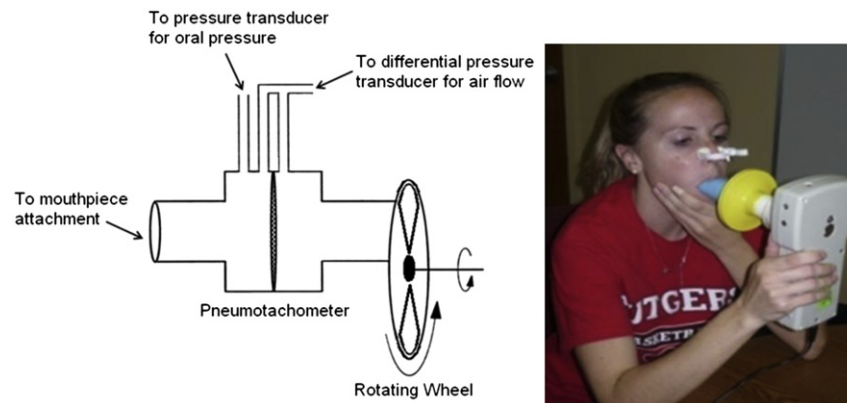 To pressure transducer
for oral pressure
To differential pressure
transducer for air flow
To mouthpiece
attachment
Pneumotachometer
Rotating Wheel
RUTGERS